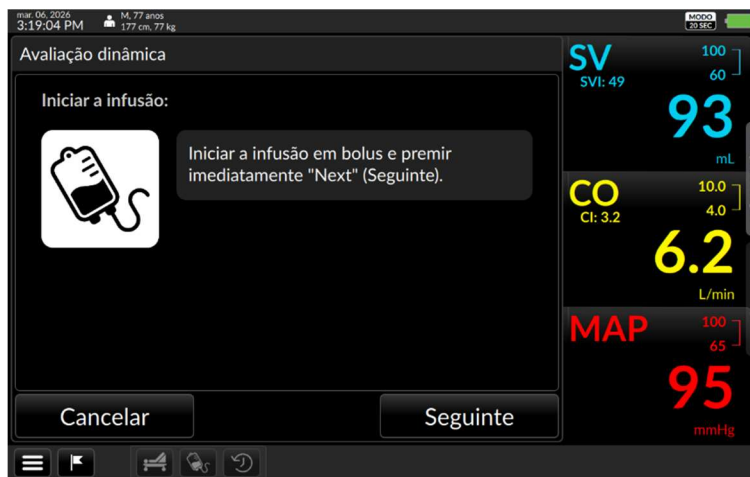 mar. 06, 2026
3:19:04 PM
M, 77 anos
177 cm, 77 kg
MODO
20 SEC
Avaliação dinâmica
Iniciar a infusão:
Iniciar a infusão em bolus e premir
imediatamente "Next" (Seguinte).
Cancelar
Seguinte
SV
SVI: 49
100
60
93
mL
CO
CI: 3.2
10.0
4.0
6.2
L/min
MAP
100
65
95
mmHg